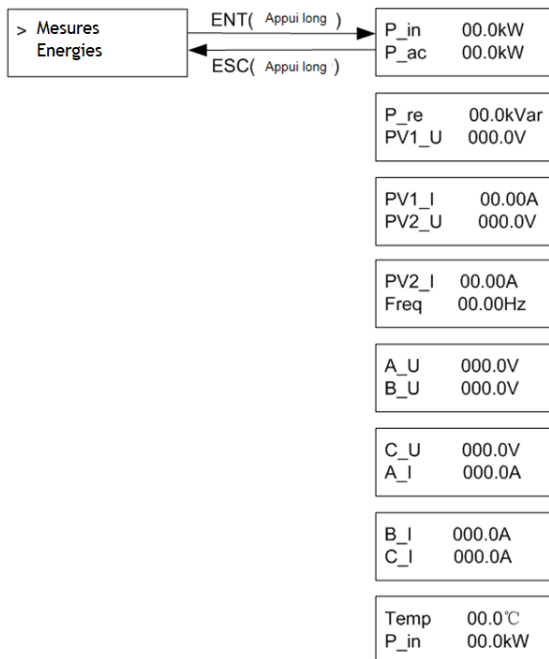 > Mesures
Energies
ENT( Appui long )
ESC( Appui long )
P_in 00.0kW
P_ac 00.0kW
P_re 00.0kVar
PV1_U 000.0V
PV1_I 00.00A
PV2_U 000.0V
PV2_I 00.00A
Freq 00.00Hz
A_U 000.0V
B_U 000.0V
C_U 000.0V
A_I 000.0A
B_I 000.0A
C_I 000.0A
Temp 00.0℃
P_in 00.0kW